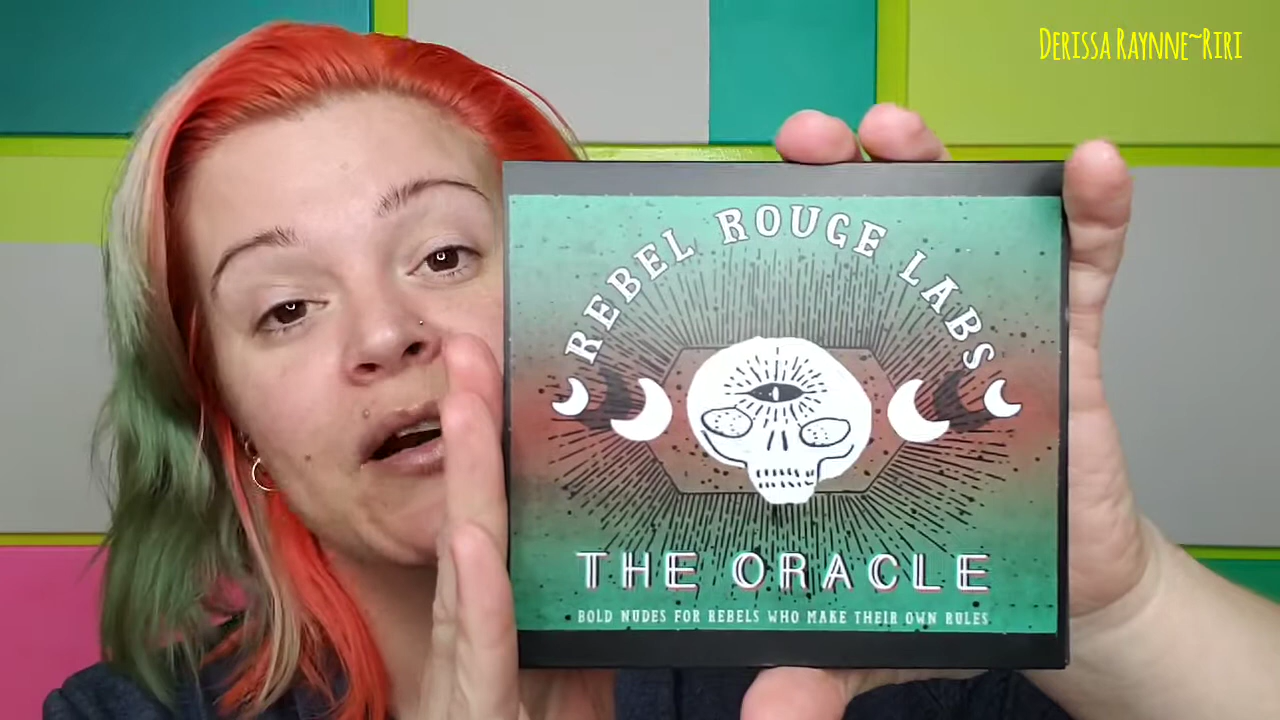 DERISSA RAYNNE~RIRI
REBEL ROUGE LABS
THE ORACLE
BOLD NUDES FOR REBELS WHO MAKE THEIR OWN RULES.